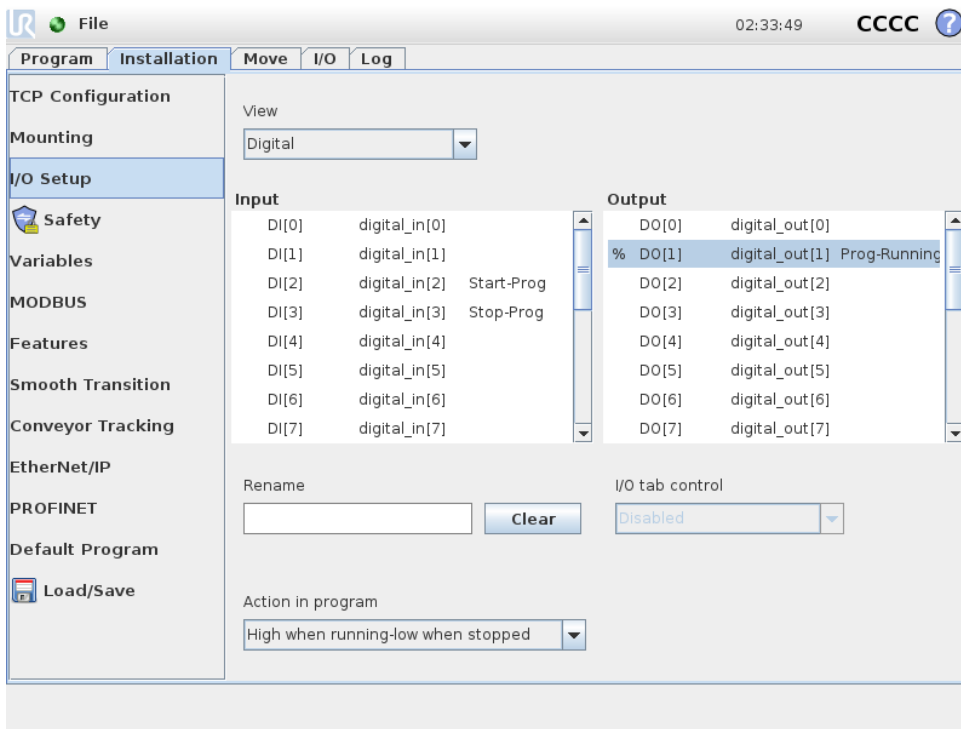 UR File 02:33:49 CCCC ?
Program Installation Move I/O Log
TCP Configuration
Mounting
I/O Setup
Safety
Variables
MODBUS
Features
Smooth Transition
Conveyor Tracking
EtherNet/IP
PROFINET
Default Program
Load/Save
View
Digital
Input
DI[0] digital_in[0]
DI[1] digital_in[1]
DI[2] digital_in[2] Start-Prog
DI[3] digital_in[3] Stop-Prog
DI[4] digital_in[4]
DI[5] digital_in[5]
DI[6] digital_in[6]
DI[7] digital_in[7]
Output
DO[0] digital_out[0]
% DO[1] digital_out[1] Prog-Running
DO[2] digital_out[2]
DO[3] digital_out[3]
DO[4] digital_out[4]
DO[5] digital_out[5]
DO[6] digital_out[6]
DO[7] digital_out[7]
Rename
Clear
I/O tab control
Disabled
Action in program
High when running-low when stopped